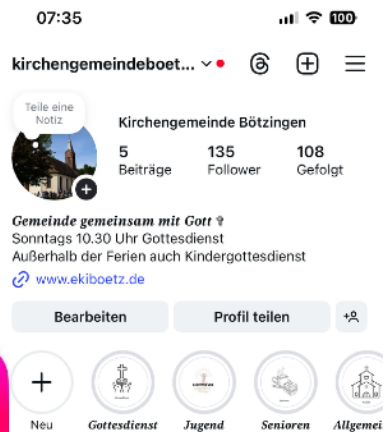 07:35
100
kirchengemeindeboet...
Teile eine
Notiz
Kirchengemeinde Bötzingen
5 135 108
Beiträge Follower Gefolgt
Gemeinde gemeinsam mit Gott ✞
Sonntags 10.30 Uhr Gottesdienst
Außerhalb der Ferien auch Kindergottesdienst
www.ekiboetz.de
Bearbeiten Profil teilen
Neu Gottesdienst Jugend Senioren Allgemei